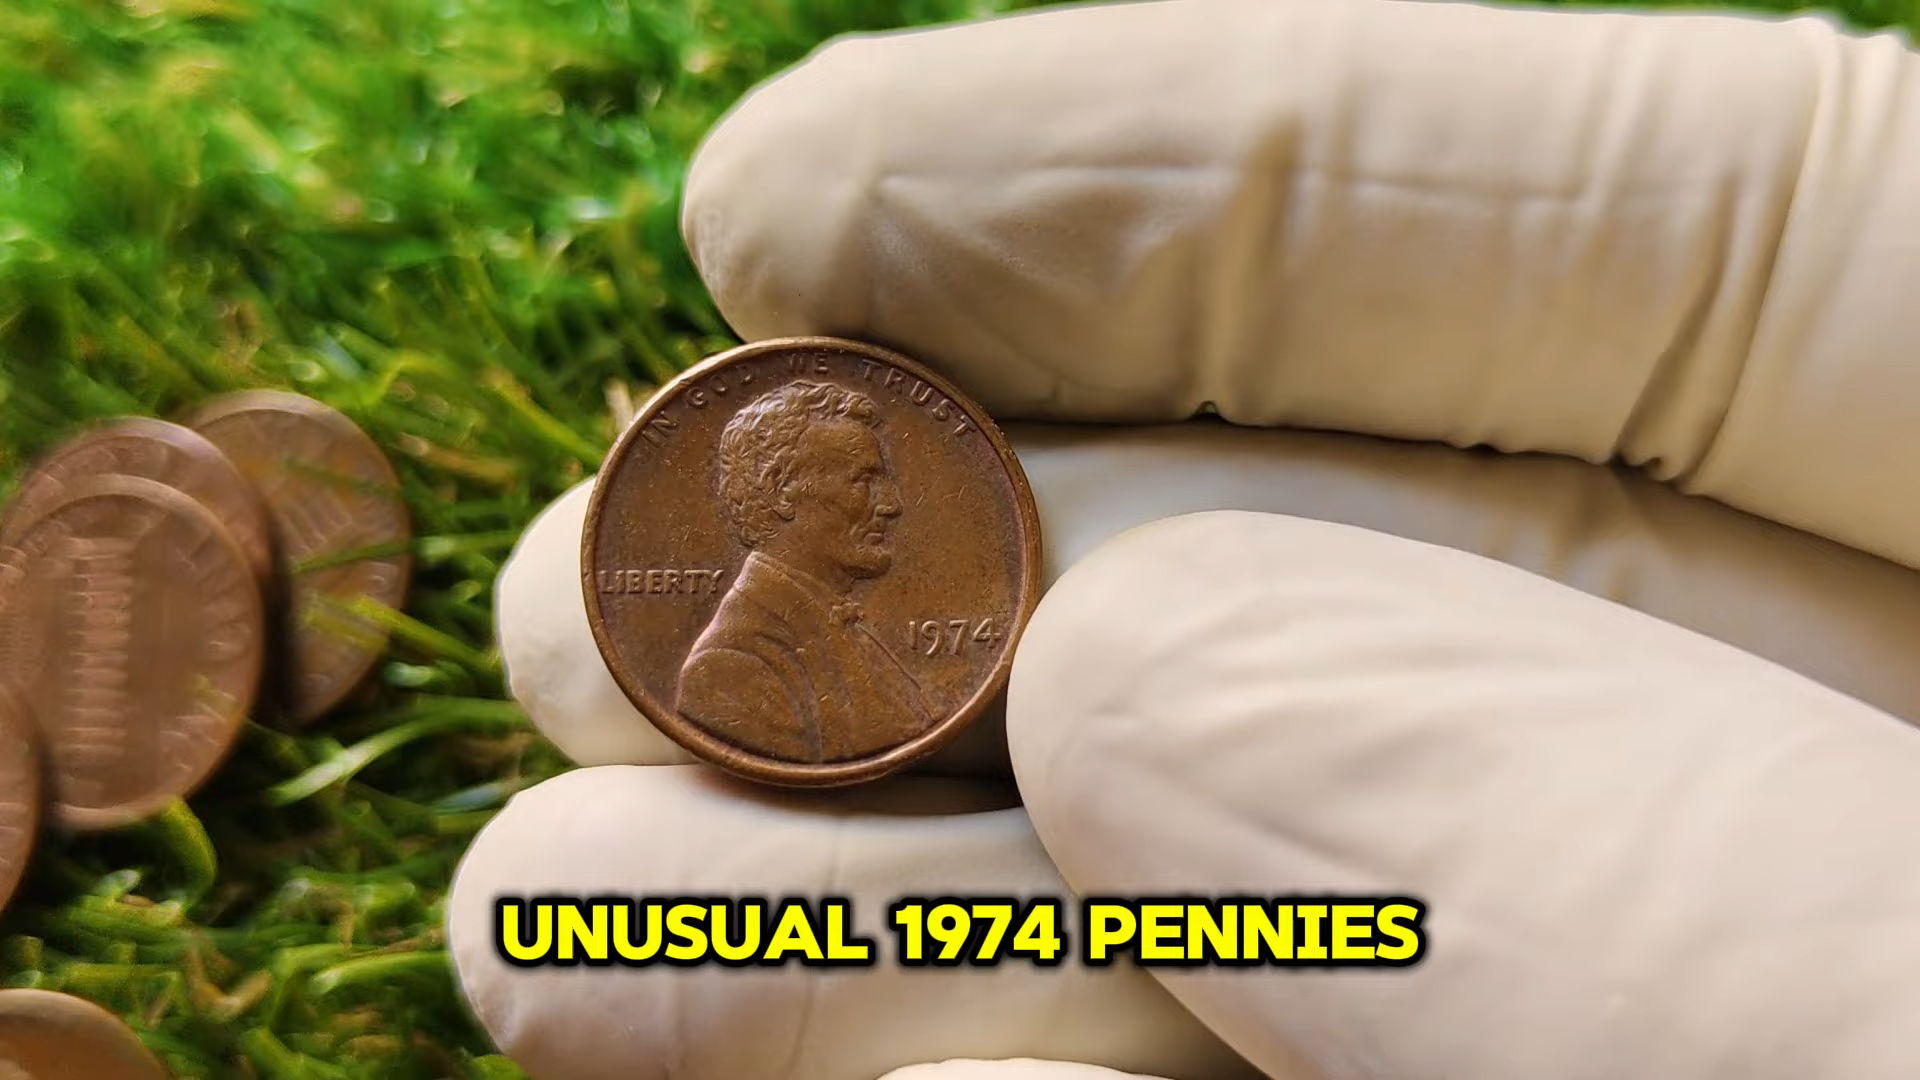 IN GOD WE TRUST
LIBERTY
1974
UNUSUAL 1974 PENNIES